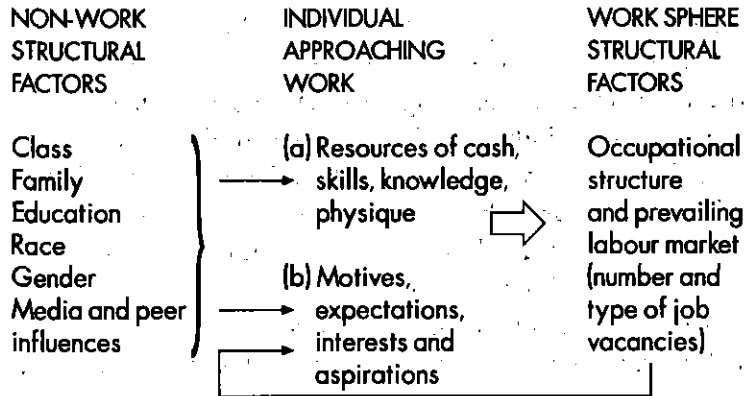 NON-WORK
STRUCTURAL
FACTORS
INDIVIDUAL
APPROACHING
WORK
WORK SPHERE
STRUCTURAL
FACTORS
Class
Family
Education
Race
Gender
Media and peer
influences
(a) Resources of cash,
skills, knowledge,
physique
(b) Motives,
expectations,
interests and
aspirations
Occupational
structure
and prevailing
labour market
(number and
type of job
vacancies)